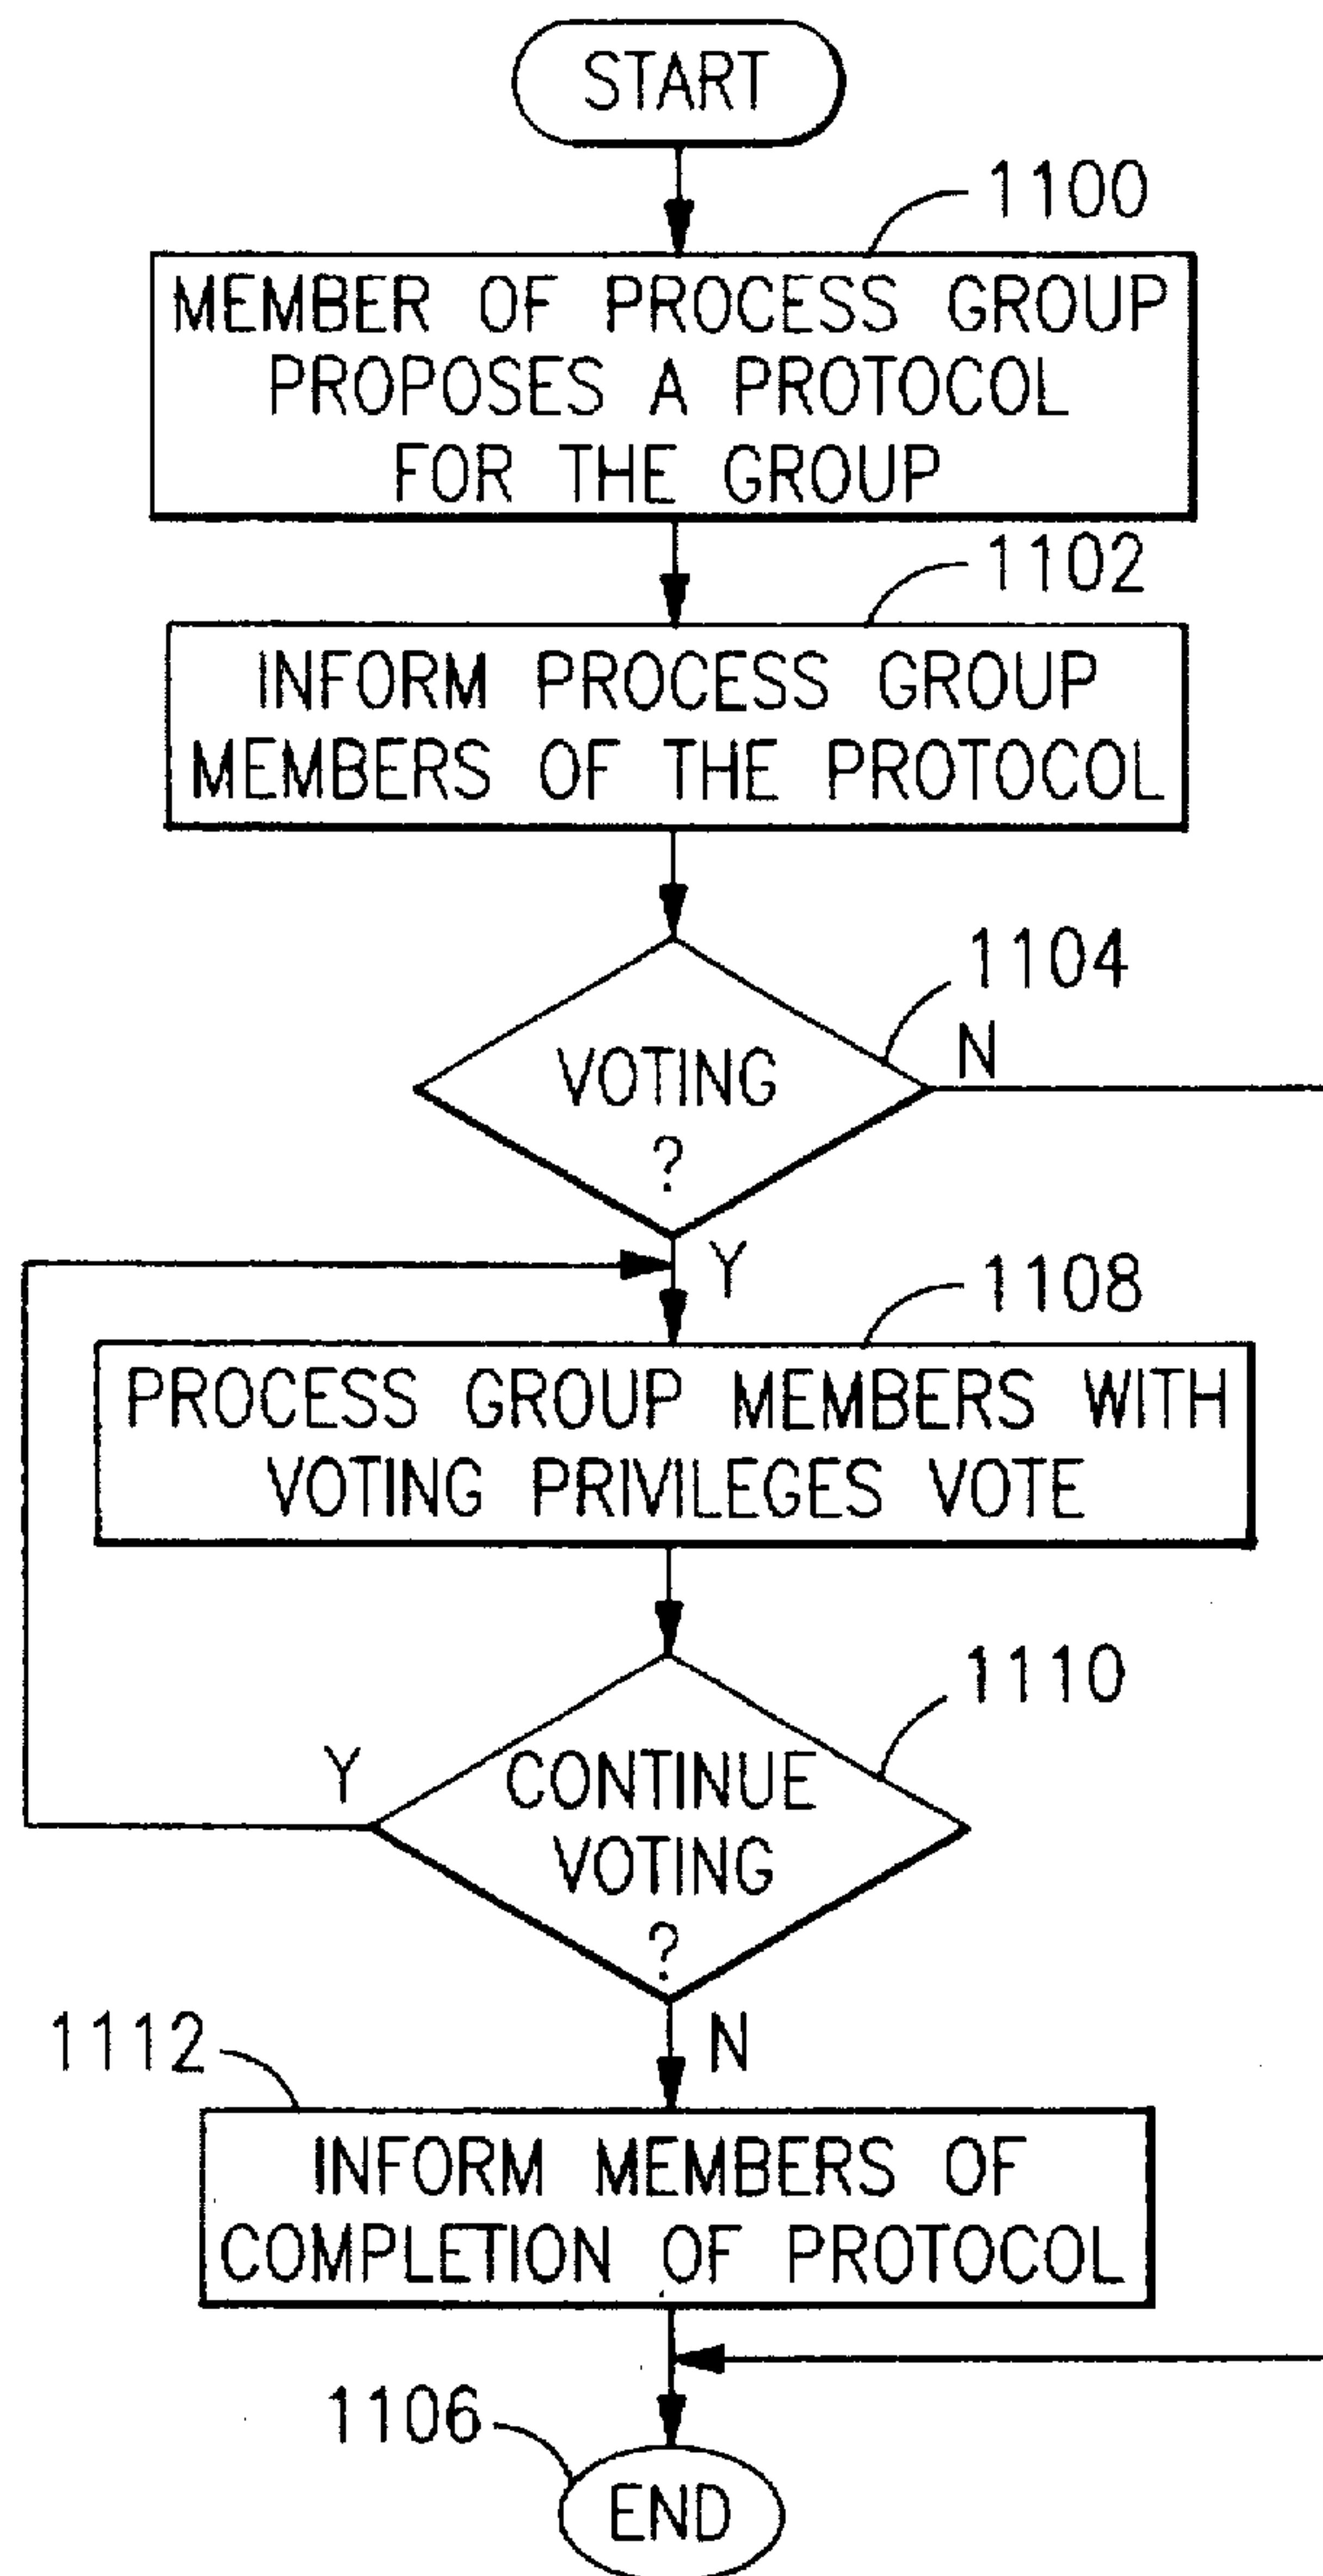 START
1100
MEMBER OF PROCESS GROUP
PROPOSES A PROTOCOL
FOR THE GROUP
1102
INFORM PROCESS GROUP
MEMBERS OF THE PROTOCOL
1104
VOTING
?
N
Y
1108
PROCESS GROUP MEMBERS WITH
VOTING PRIVILEGES VOTE
1110
CONTINUE
VOTING
?
Y
N
1112
INFORM MEMBERS OF
COMPLETION OF PROTOCOL
1106
END